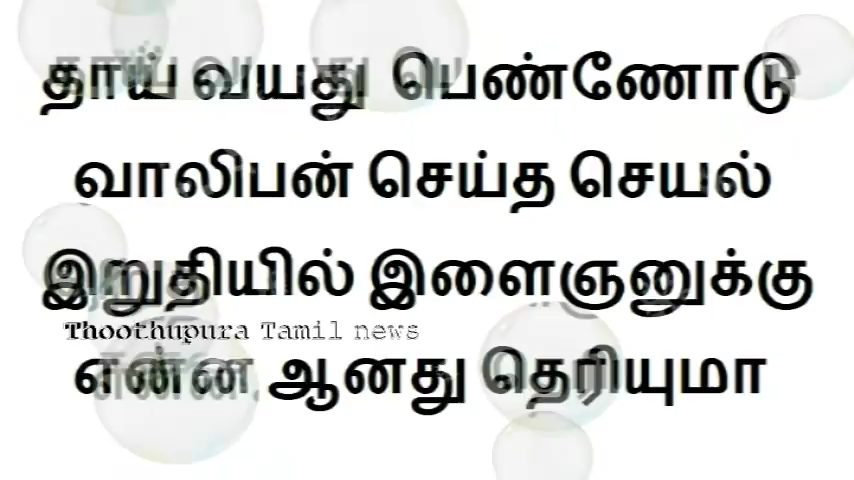 தாய் வயது பெண்ணோடு
வாலிபன் செய்த செயல்
இறுதியில் இளைஞனுக்கு
Thoothupura Tamil news
என்ன ஆனது தெரியுமா